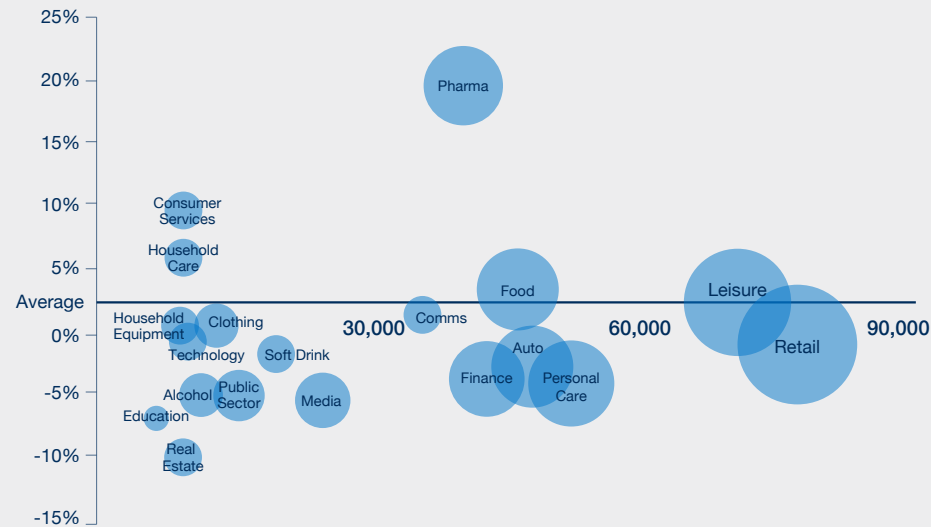 25%
20%
Pharma
15%
10%
Consumer
Services
Household
Care
5%
Average
Food
Leisure
Household
Equipment
Clothing
Comms
0%
30,000
60,000
90,000
Technology
Soft Drink
Auto
Retail
Finance
Personal
Care
-5%
Alcohol
Public
Sector
Media
Education
Real
Estate
-10%
-15%